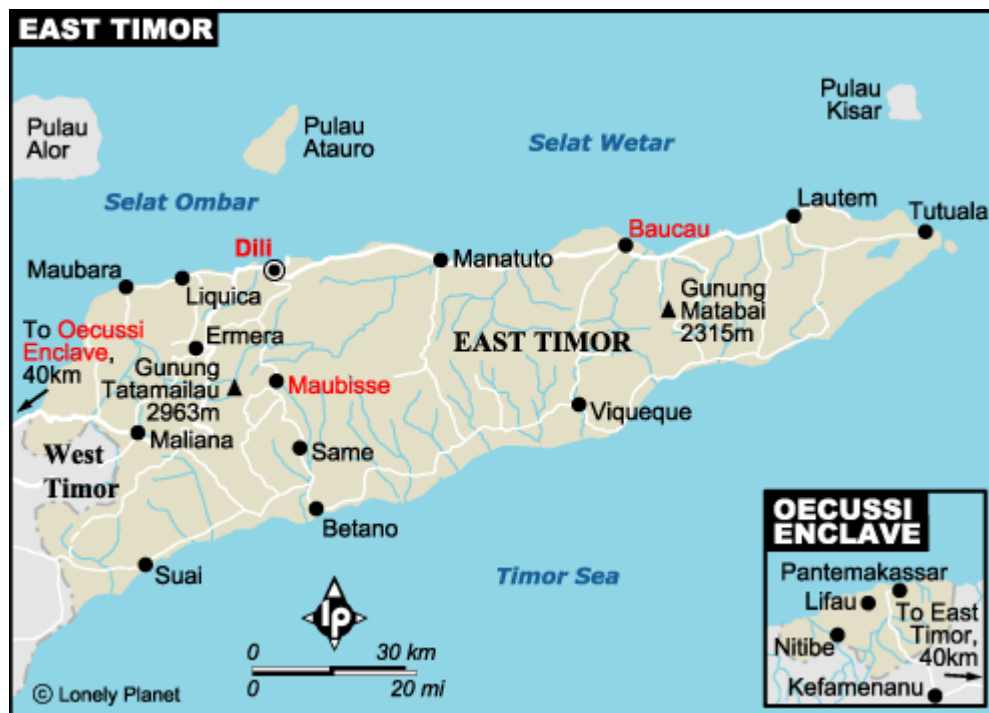 EAST TIMOR
Pulau
Alor
Pulau
Atauro
Pulau
Kisar
Selat Wetar
Selat Ombar
Lautem
Tutuala
Baucau
Dili
Manatuto
Maubara
Liquica
Gunung
Matabai
2315m
To Oecussi
Enclave,
40km
Ermera
EAST TIMOR
Gunung
Tatamailau
2963m
Maubisse
Viqueque
Maliana
West
Timor
Same
Betano
Suai
Timor Sea
OECUSSI
ENCLAVE
Pantemakassar
Lifau
To East
Timor,
40km
Nitibe
Kefamenanu
lp
0 30 km
0 20 mi
© Lonely Planet